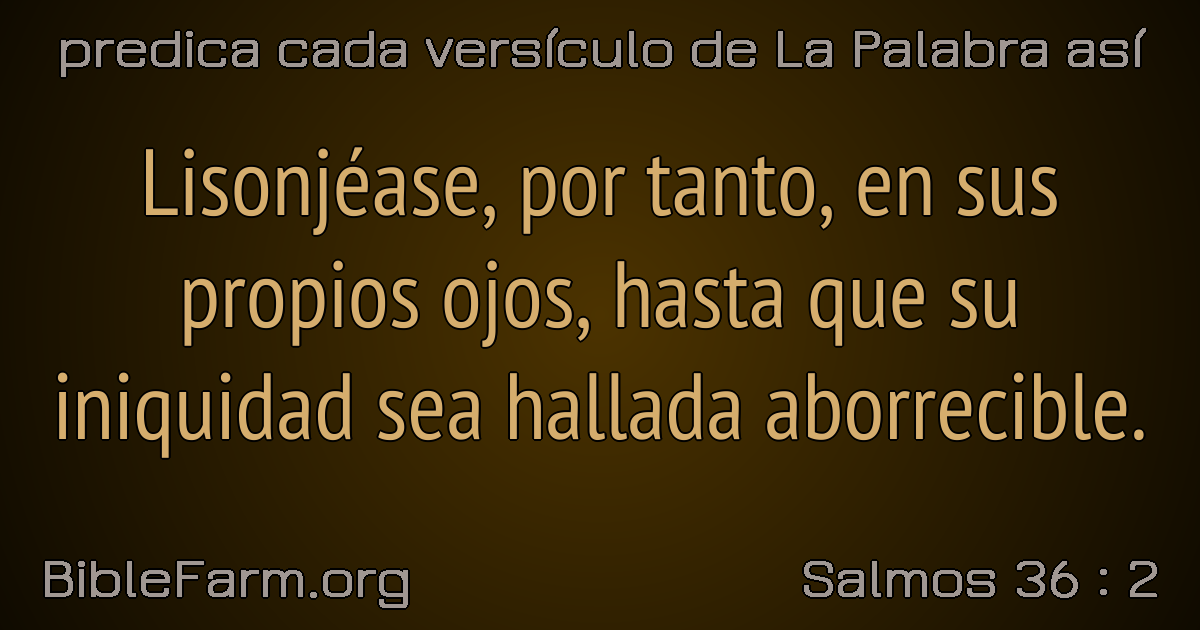 predica cada versículo de La Palabra así
Lisonjéase, por tanto, en sus
propios ojos, hasta que su
iniquidad sea hallada aborrecible.
BibleFarm.org
Salmos 36 : 2